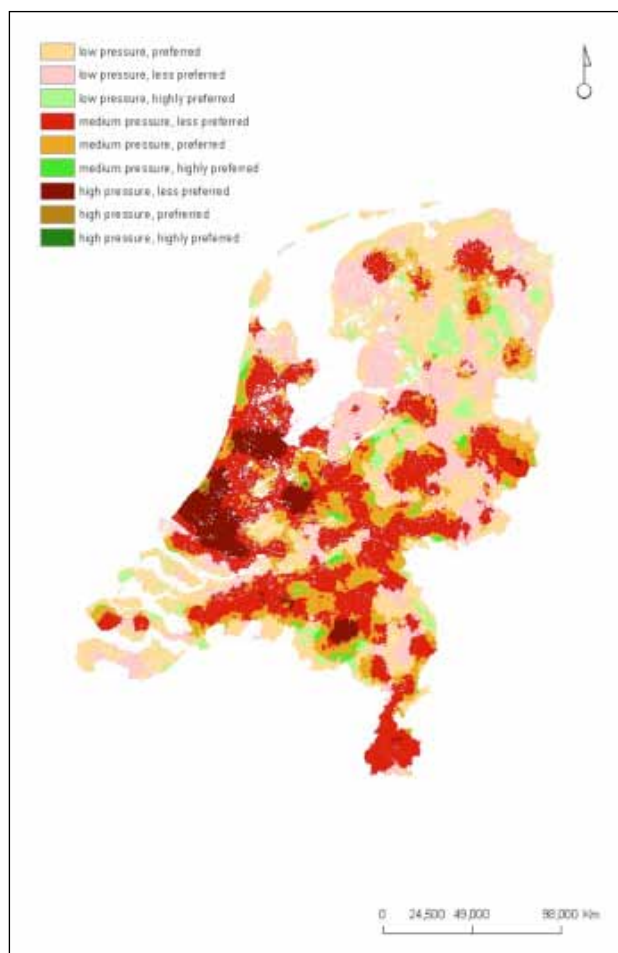 low pressure, preferred
low pressure, less preferred
low pressure, highly preferred
medium pressure, less preferred
medium pressure, preferred
medium pressure, highly preferred
high pressure, less preferred
high pressure, prefrerred
high pressure, highly preferred
0 24,500 49,000 98,000 Km